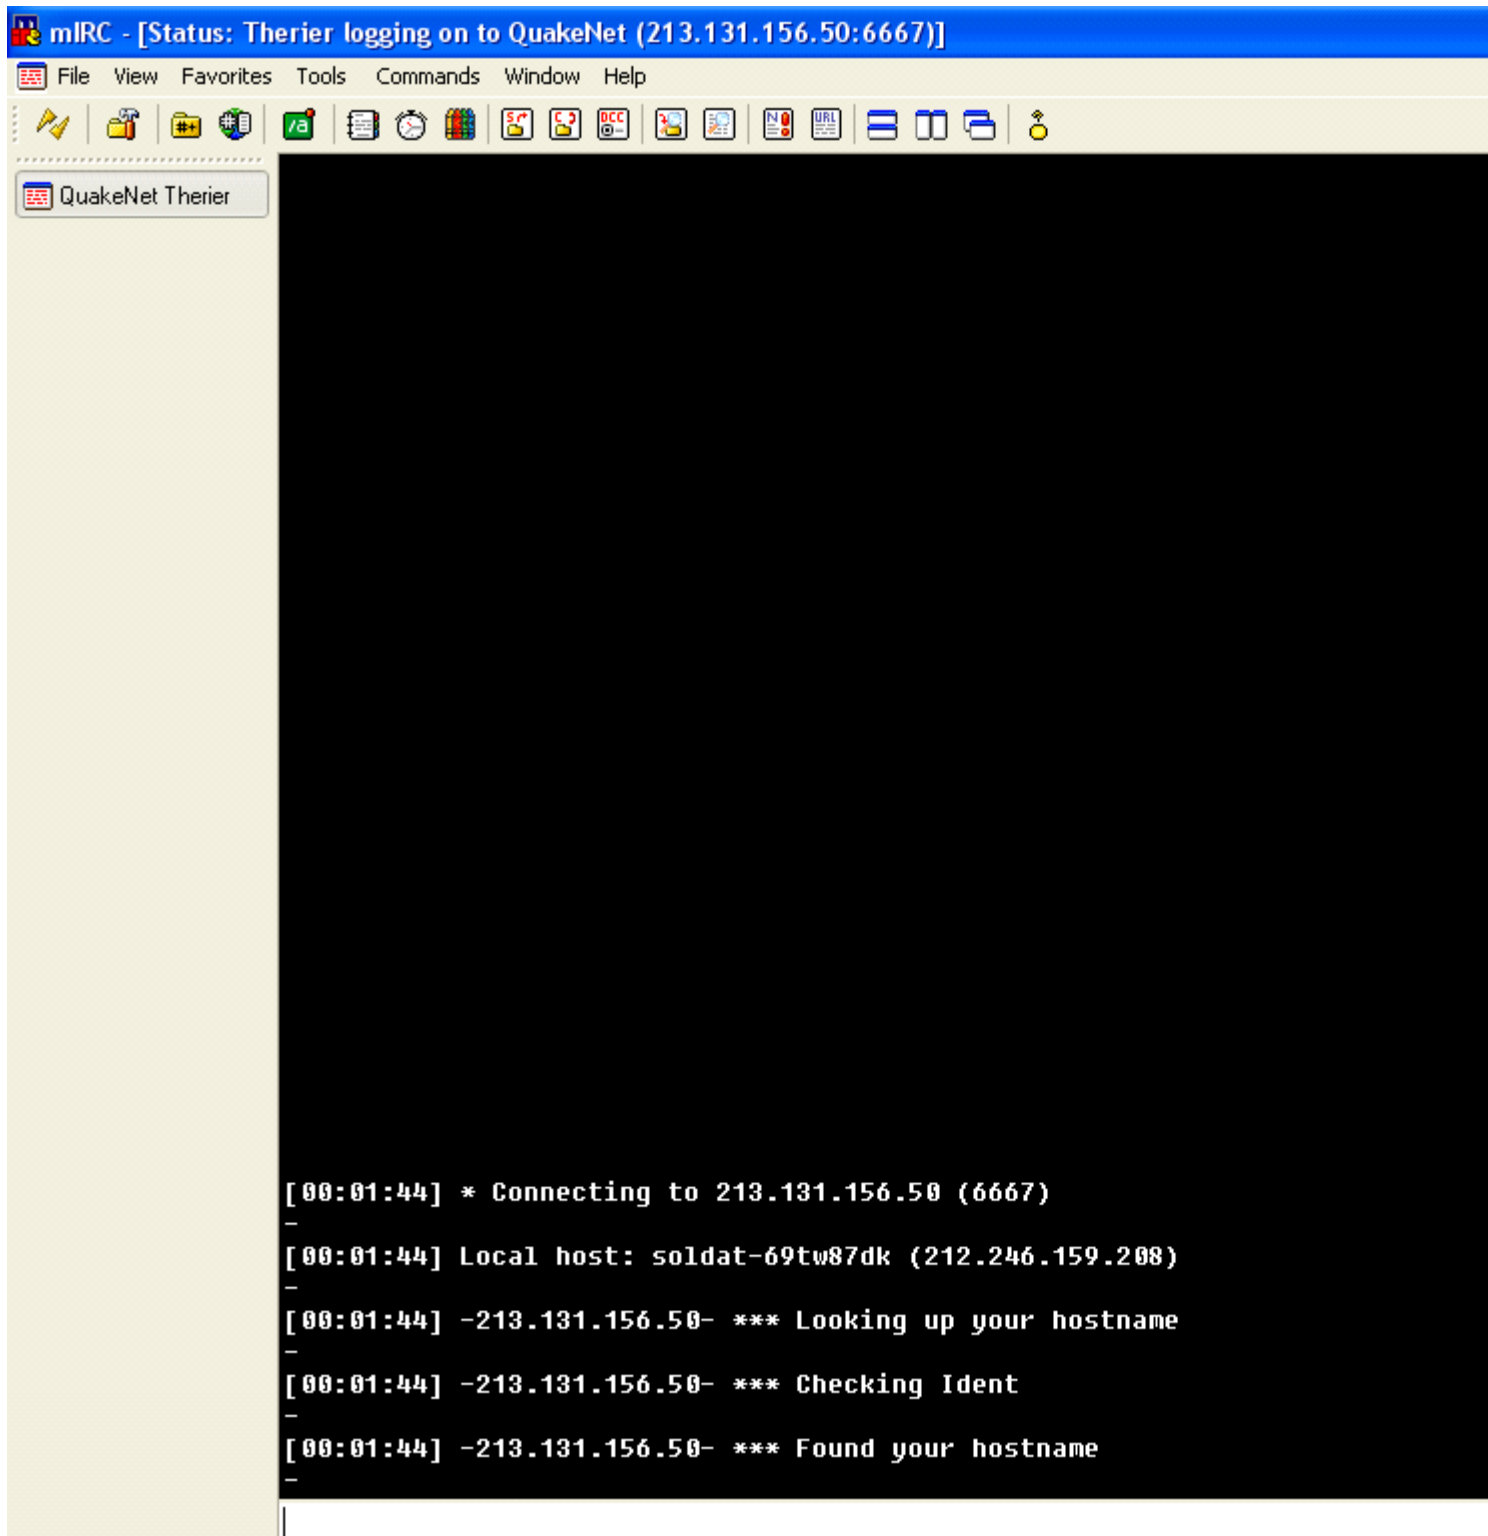 mIRC - [Status: Therier logging on to QuakeNet (213.131.156.50:6667)]
File View Favorites Tools Commands Window Help
QuakeNet Therier
[00:01:44] * Connecting to 213.131.156.50 (6667)
-
[00:01:44] Local host: soldat-69tw87dk (212.246.159.208)
-
[00:01:44] -213.131.156.50- *** Looking up your hostname
-
[00:01:44] -213.131.156.50- *** Checking Ident
-
[00:01:44] -213.131.156.50- *** Found your hostname
-